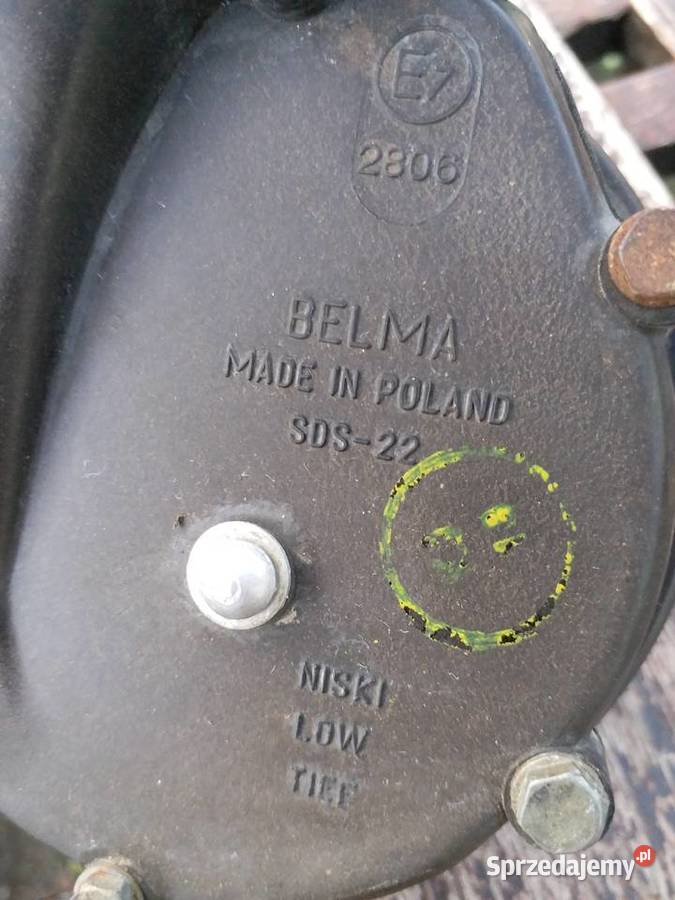 E7
2806
BELMA
MADE IN POLAND
SDS-22
NISKI
LOW
TIEF
Sprzedajemy.pl